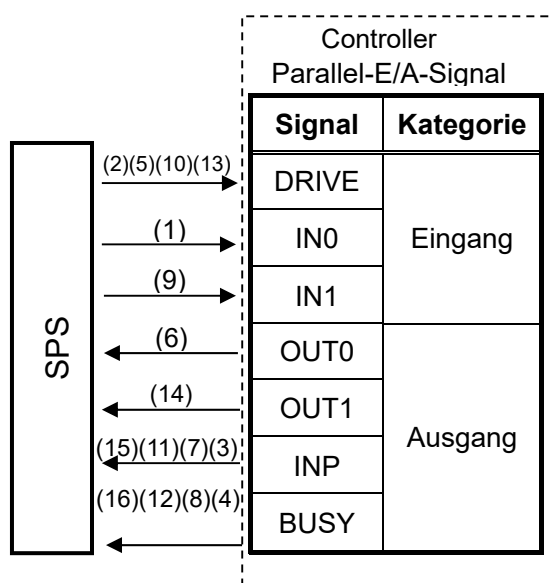 Controller
Parallel-E/A-Signal
Signal Kategorie
(2)(5)(10)(13)
DRIVE
(1)
IN0
Eingang
(9)
IN1
SPS
(6)
OUT0
(14)
OUT1
Ausgang
(15)(11)(7)(3)
INP
(16)(12)(8)(4)
BUSY